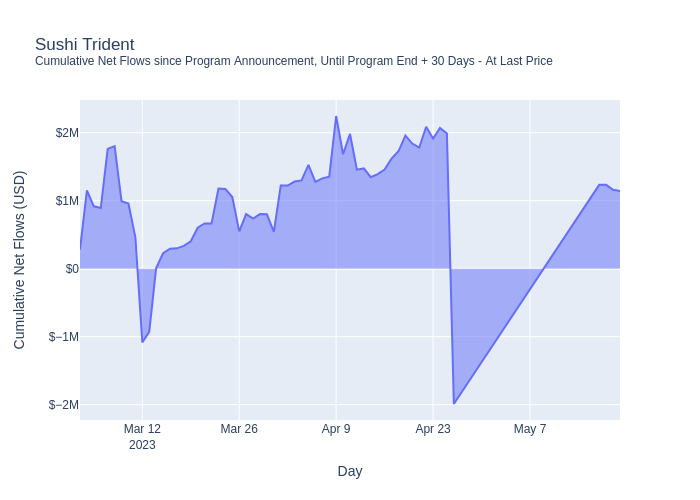 Sushi Trident
Cumulative Net Flows since Program Announcement, Until Program End + 30 Days - At Last Price
Cumulative Net Flows (USD)
$2M
$1M
$0
$−1M
$−2M
Mar 12
2023
Mar 26
Apr 9
Apr 23
May 7
Day